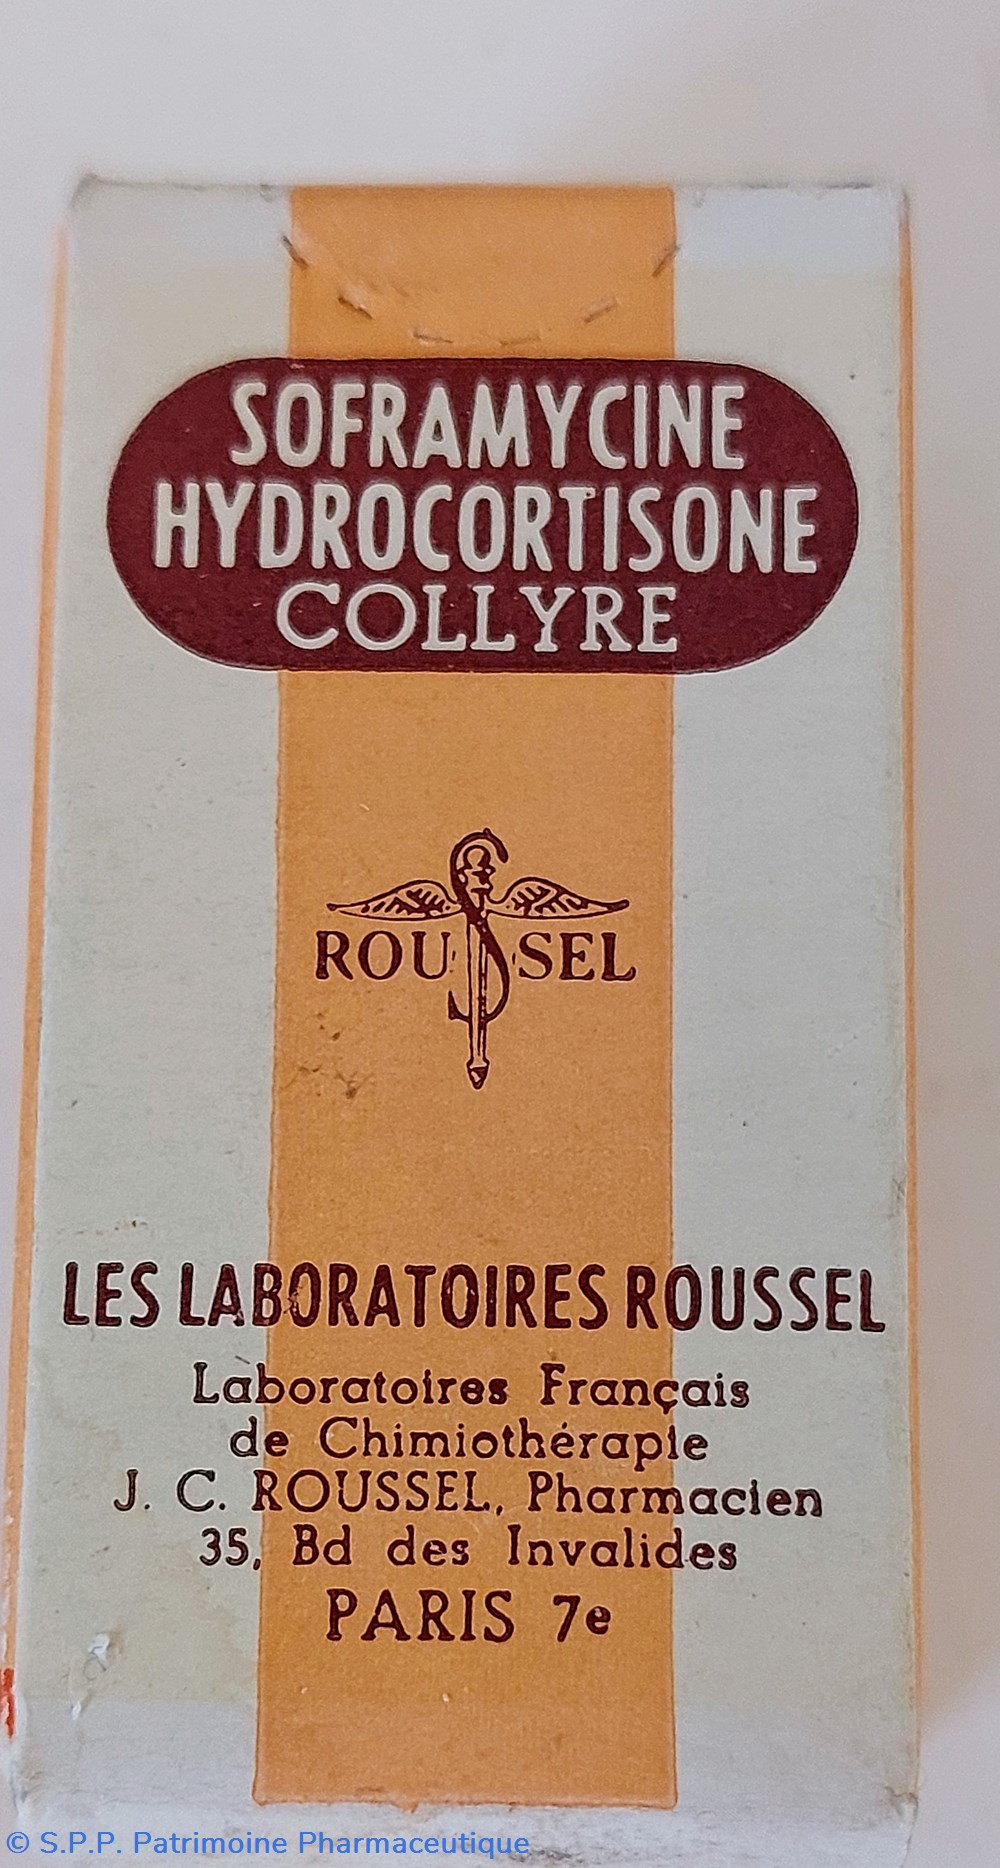 SOFRAMYCINE
HYDROCORTISONE
COLLYRE
ROUSSEL
LES LABORATOIRES ROUSSEL
Laboratoires Français
de Chimiothérapie
J. C. ROUSSEL, Pharmacien
35, Bd des Invalides
PARIS 7e
© S.P.P. Patrimoine Pharmaceutique